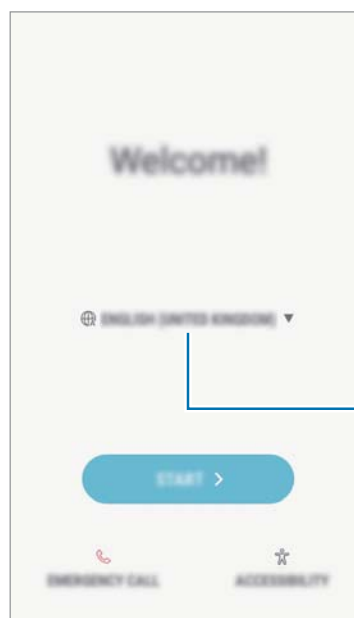 Welcome!
ENGLISH (UNITED KINGDOM)
START
EMERGENCY CALL
ACCESSIBILITY